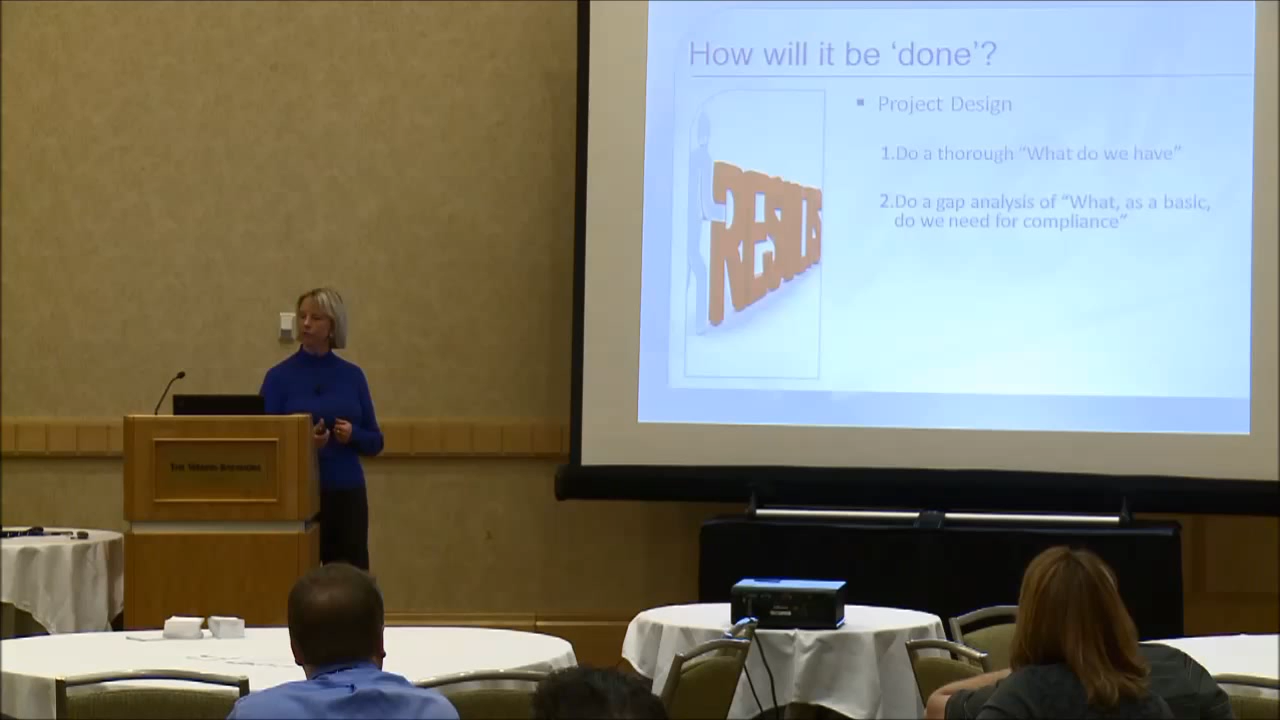 How will it be ‘done’?
▪ Project Design
1.Do a thorough “What do we have”
2.Do a gap analysis of “What, as a basic,
do we need for compliance”
RESULTS